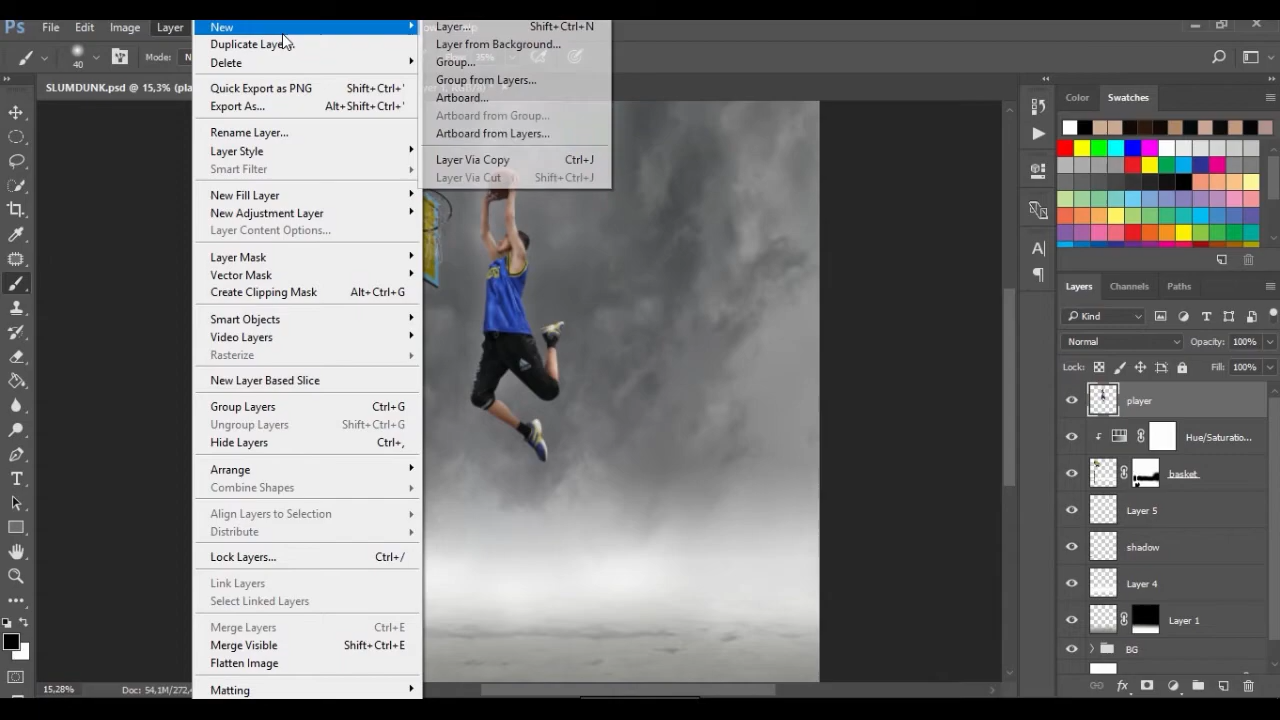 Ps File Edit Image Layer
New
Duplicate Laye
Delete
Quick Export as PNG Shift+Ctrl+'
Export As... Alt+Shift+Ctrl+'
Rename Layer...
Layer Style
Smart Filter
New Fill Layer
New Adjustment Layer
Layer Content Options...
Layer Mask
Vector Mask
Create Clipping Mask Alt+Ctrl+G
Smart Objects
Video Layers
Rasterize
New Layer Based Slice
Group Layers Ctrl+G
Ungroup Layers Shift+Ctrl+G
Hide Layers Ctrl+,
Arrange
Combine Shapes
Align Layers to Selection
Distribute
Lock Layers... Ctrl+/
Link Layers
Select Linked Layers
Merge Layers Ctrl+E
Merge Visible Shift+Ctrl+E
Flatten Image
Matting
Layer... Shift+Ctrl+N
Layer from Background...
Group...
Group from Layers...
Artboard...
Artboard from Group...
Artboard from Layers...
Layer Via Copy Ctrl+J
Layer Via Cut Shift+Ctrl+J
40 Mode: N
SLUMDUNK.psd @ 15,3% (pla
Color Swatches
Layers Channels Paths
Kind
Normal Opacity: 100%
Lock: Fill: 100%
player
Hue/Saturatio...
basket
Layer 5
shadow
Layer 4
Layer 1
BG
15,28% Doc: 54,1M/272,